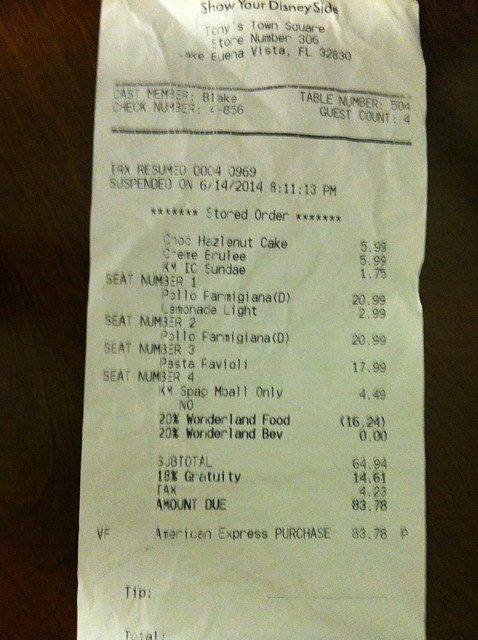 Show Your Disney Side
Tony's Town Square
Store Number 306
Lake Buena Vista, FL 32830
CAST MEMBER: Blake TABLE NUMBER: 504
CHECK NUMBER: 4-836 GUEST COUNT: 4
TRX RESUMED 0004 0969
SUSPENDED ON 6/14/2014 8:11:13 PM
******* Stored Order *******
Choc Hazlenut Cake 5.99
Creme Brulee 5.99
KM IC Sundae 1.75
SEAT NUMBER 1
Pollo Parmigiana(D) 20.99
Lemonade Light 2.99
SEAT NUMBER 2
Pollo Parmigiana(D) 20.99
SEAT NUMBER 3
Pasta Ravioli 17.99
SEAT NUMBER 4
KM Spag Mball Only 4.49
NO
20% Wonderland Food (16.24)
20% Wonderland Bev 0.00
SUBTOTAL 64.94
18% Gratuity 14.61
TAX 4.23
AMOUNT DUE 83.78
VF American Express PURCHASE 83.78 P
Tip:
Total: